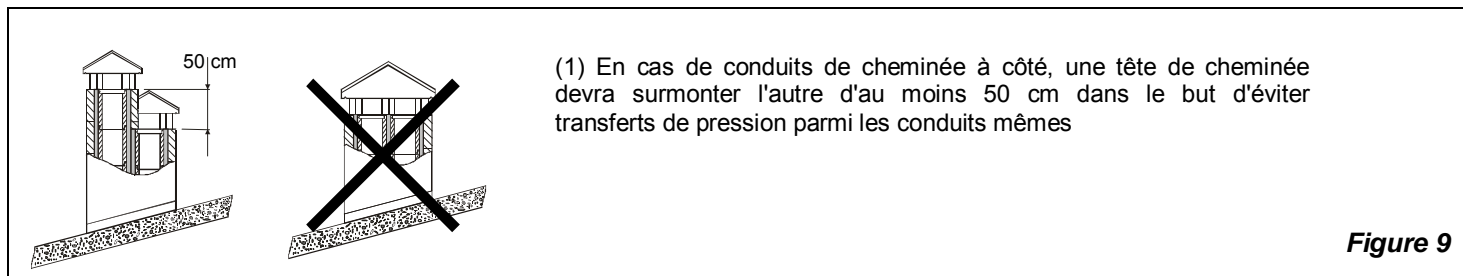 50 cm
(1) En cas de conduits de cheminée à côté, une tête de cheminée
devra surmonter l'autre d'au moins 50 cm dans le but d'éviter
transferts de pression parmi les conduits mêmes
Figure 9